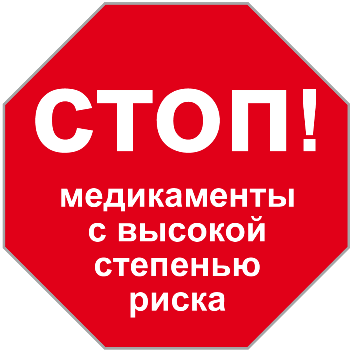 СТОП!
медикаменты
с высокой
степенью
риска